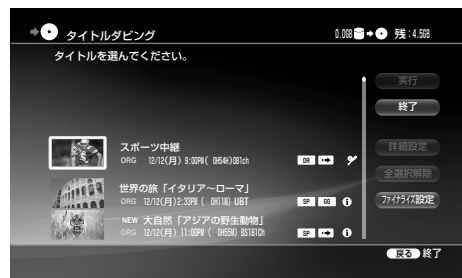 タイトルダビング
0.0GB 残:4.5GB
タイトルを選んでください。
実行
終了
スポーツ中継
ORG 12/12(月) 9:00PM( 0H54M)081ch
DR
詳細設定
全選択解除
世界の旅「イタリア〜ローマ」
ORG 12/12(月)2:33PM ( 0H11M) UBT
SP
ファイナライズ設定
NEW 大自然「アジアの野生動物」
ORG 12/12(月) 11:00PM ( 0H55M) BS181Ch
SP
戻る 終了